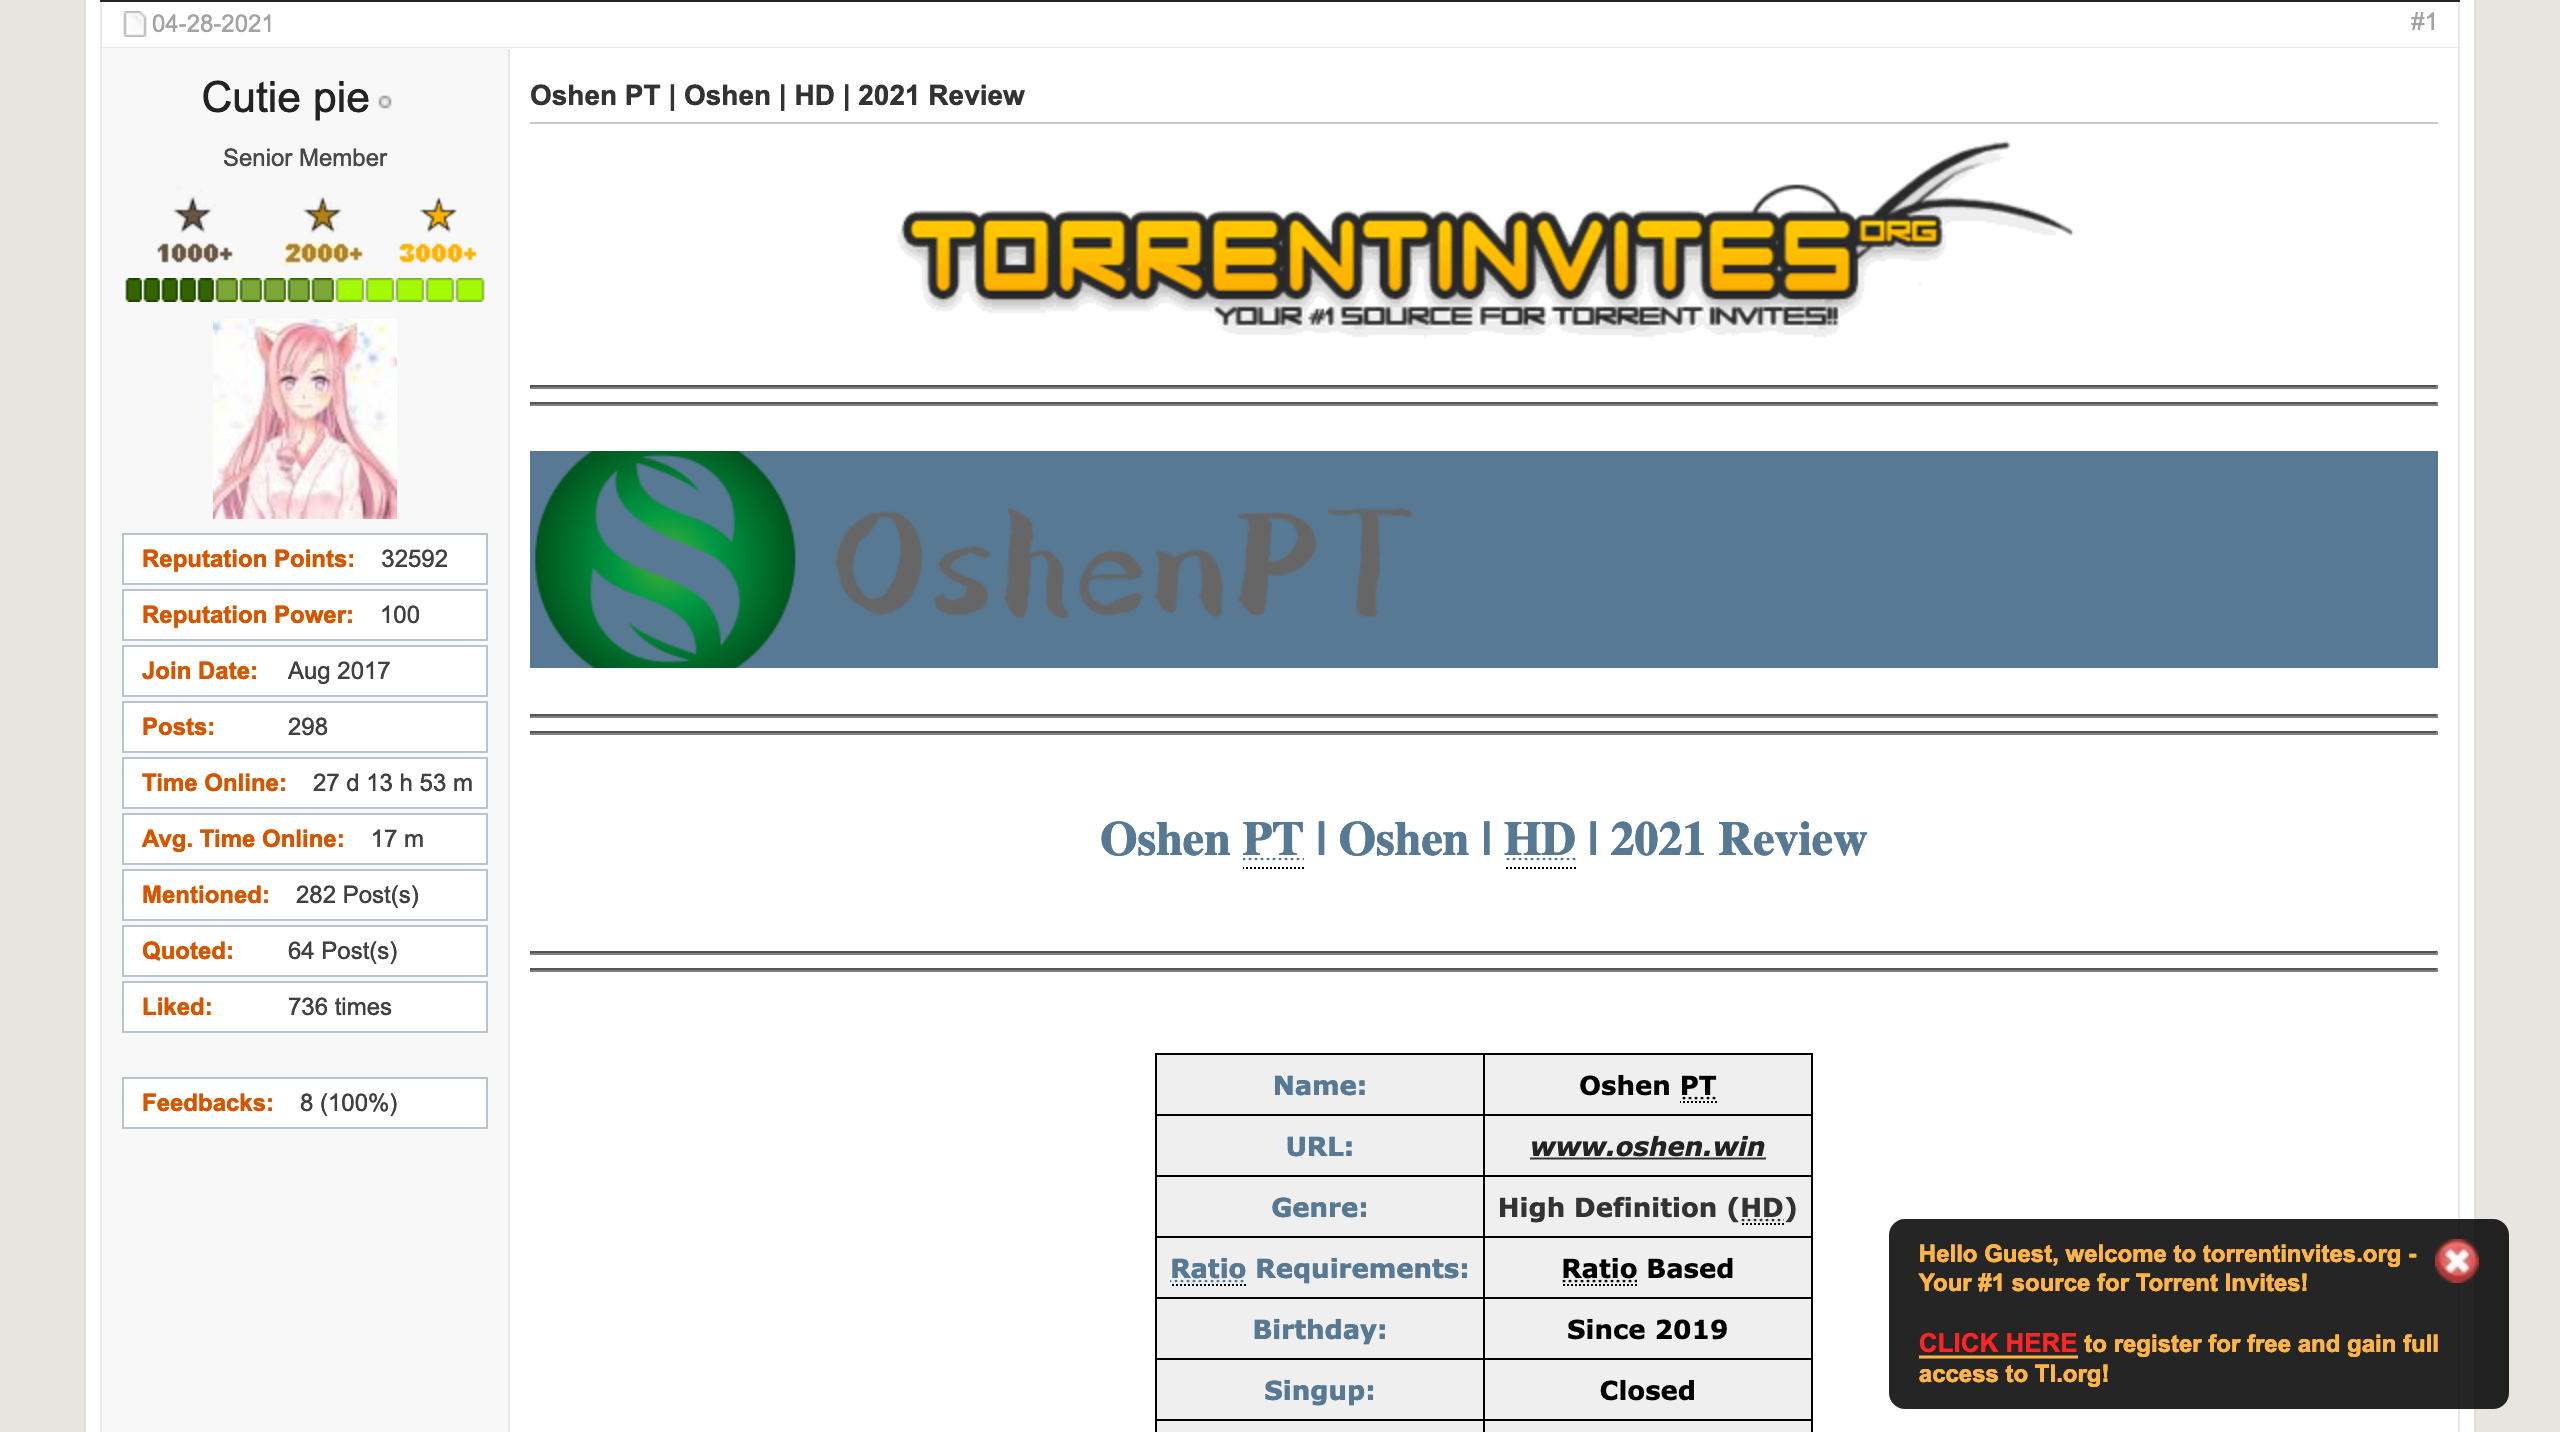 04-28-2021
#1
Cutie pie
Senior Member
1000+ 2000+ 3000+
Reputation Points: 32592
Reputation Power: 100
Join Date: Aug 2017
Posts: 298
Time Online: 27 d 13 h 53 m
Avg. Time Online: 17 m
Mentioned: 282 Post(s)
Quoted: 64 Post(s)
Liked: 736 times
Feedbacks: 8 (100%)
Oshen PT | Oshen | HD | 2021 Review
TORRENTINVITES ORG
YOUR #1 SOURCE FOR TORRENT INVITES!!
OshenPT
Oshen PT | Oshen | HD | 2021 Review
Name: Oshen PT
URL: www.oshen.win
Genre: High Definition (HD)
Ratio Requirements: Ratio Based
Birthday: Since 2019
Singup: Closed
Hello Guest, welcome to torrentinvites.org -
Your #1 source for Torrent Invites!
CLICK HERE to register for free and gain full
access to TI.org!